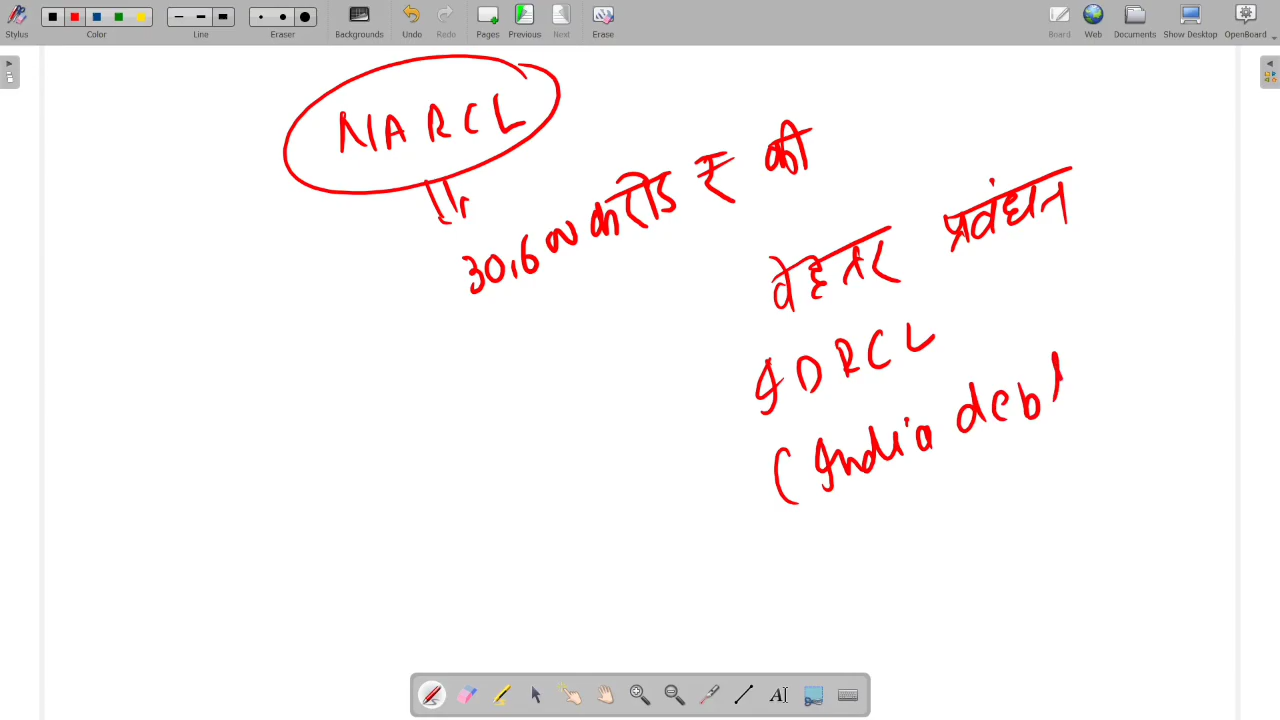 Stylus Color Line Eraser Backgrounds Undo Redo Pages Previous Next Erase Board Web Documents Show Desktop OpenBoard
NARCL
30,600 करोड़ ₹ की
बेहतर प्रबंधन
IDRCL
(India debt